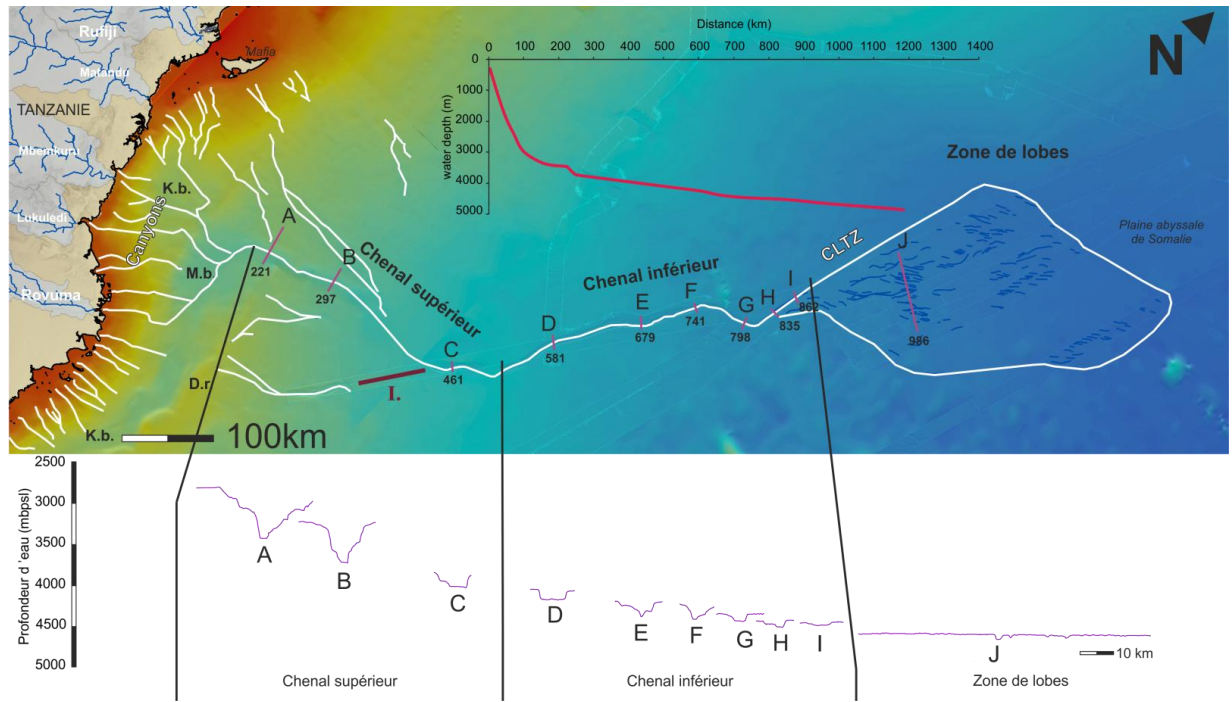 Distance (km)
0 100 200 300 400 500 600 700 800 900 1000 1100 1200 1300 1400
0
1000
2000
3000
4000
5000
water depth (m)
N
Rufiji
Mafia
Matandu
TANZANIE
Mbemkuru
Lukuledi
Rovuma
Canyons
K.b.
M.b.
D.r
K.b.
100km
A
221
B
297
Chenal supérieur
C
461
I.
D
581
Chenal inférieur
E
679
F
741
G
798
H
835
I
862
CLTZ
J
986
Zone de lobes
Plaine abyssale
de Somalie
Profondeur d'eau (mbpsl)
2500
3000
3500
4000
4500
5000
A
B
C
D
E
F
G
H
I
J
10 km
Chenal supérieur
Chenal inférieur
Zone de lobes